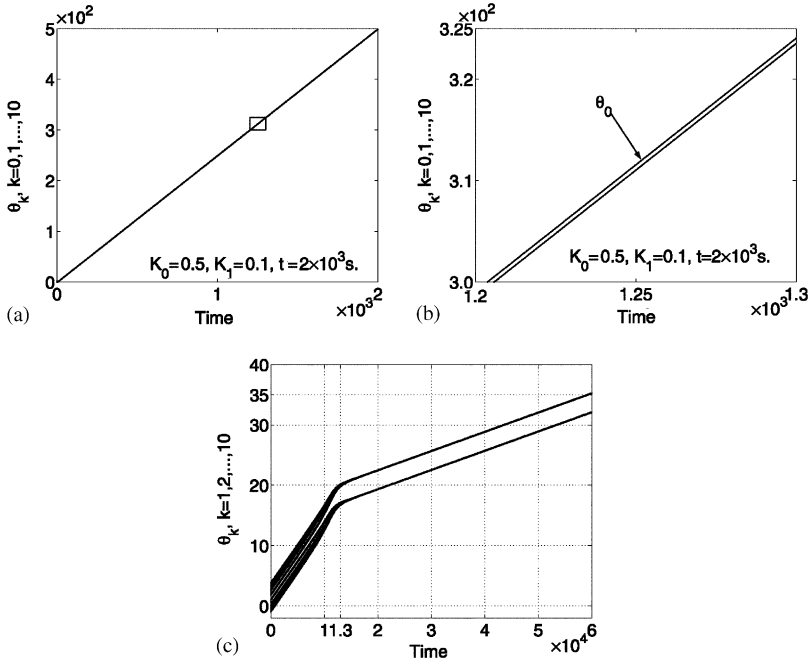 ×10²
5
4
3
2
1
0
θk, k=0,1,...,10
K0=0.5, K1=0.1, t=2×10³s.
0
1
2
×10³
Time
(a)
×10²
3.25
3.12
3.0
θk, k=0,1,...,10
θ0
K0=0.5, K1=0.1, t=2×10³s.
1.2
1.25
1.3
×10³
Time
(b)
40
35
30
20
10
0
θk, k=1,2,...,10
0
1
1.3
2
3
4
5
6
×10⁴
Time
(c)